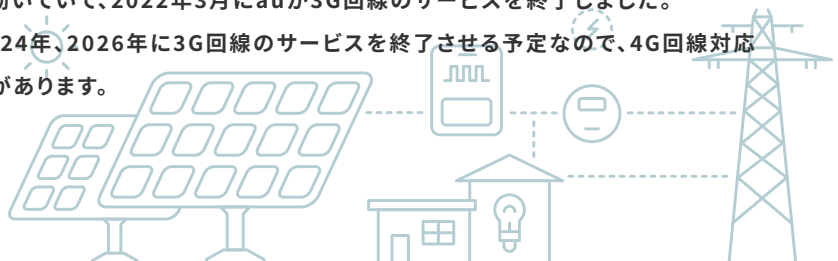 動いていて、2022年3月にauが3G回線のサービスを終了しました。
24年、2026年に3G回線のサービスを終了させる予定なので、4G回線対応
があります。